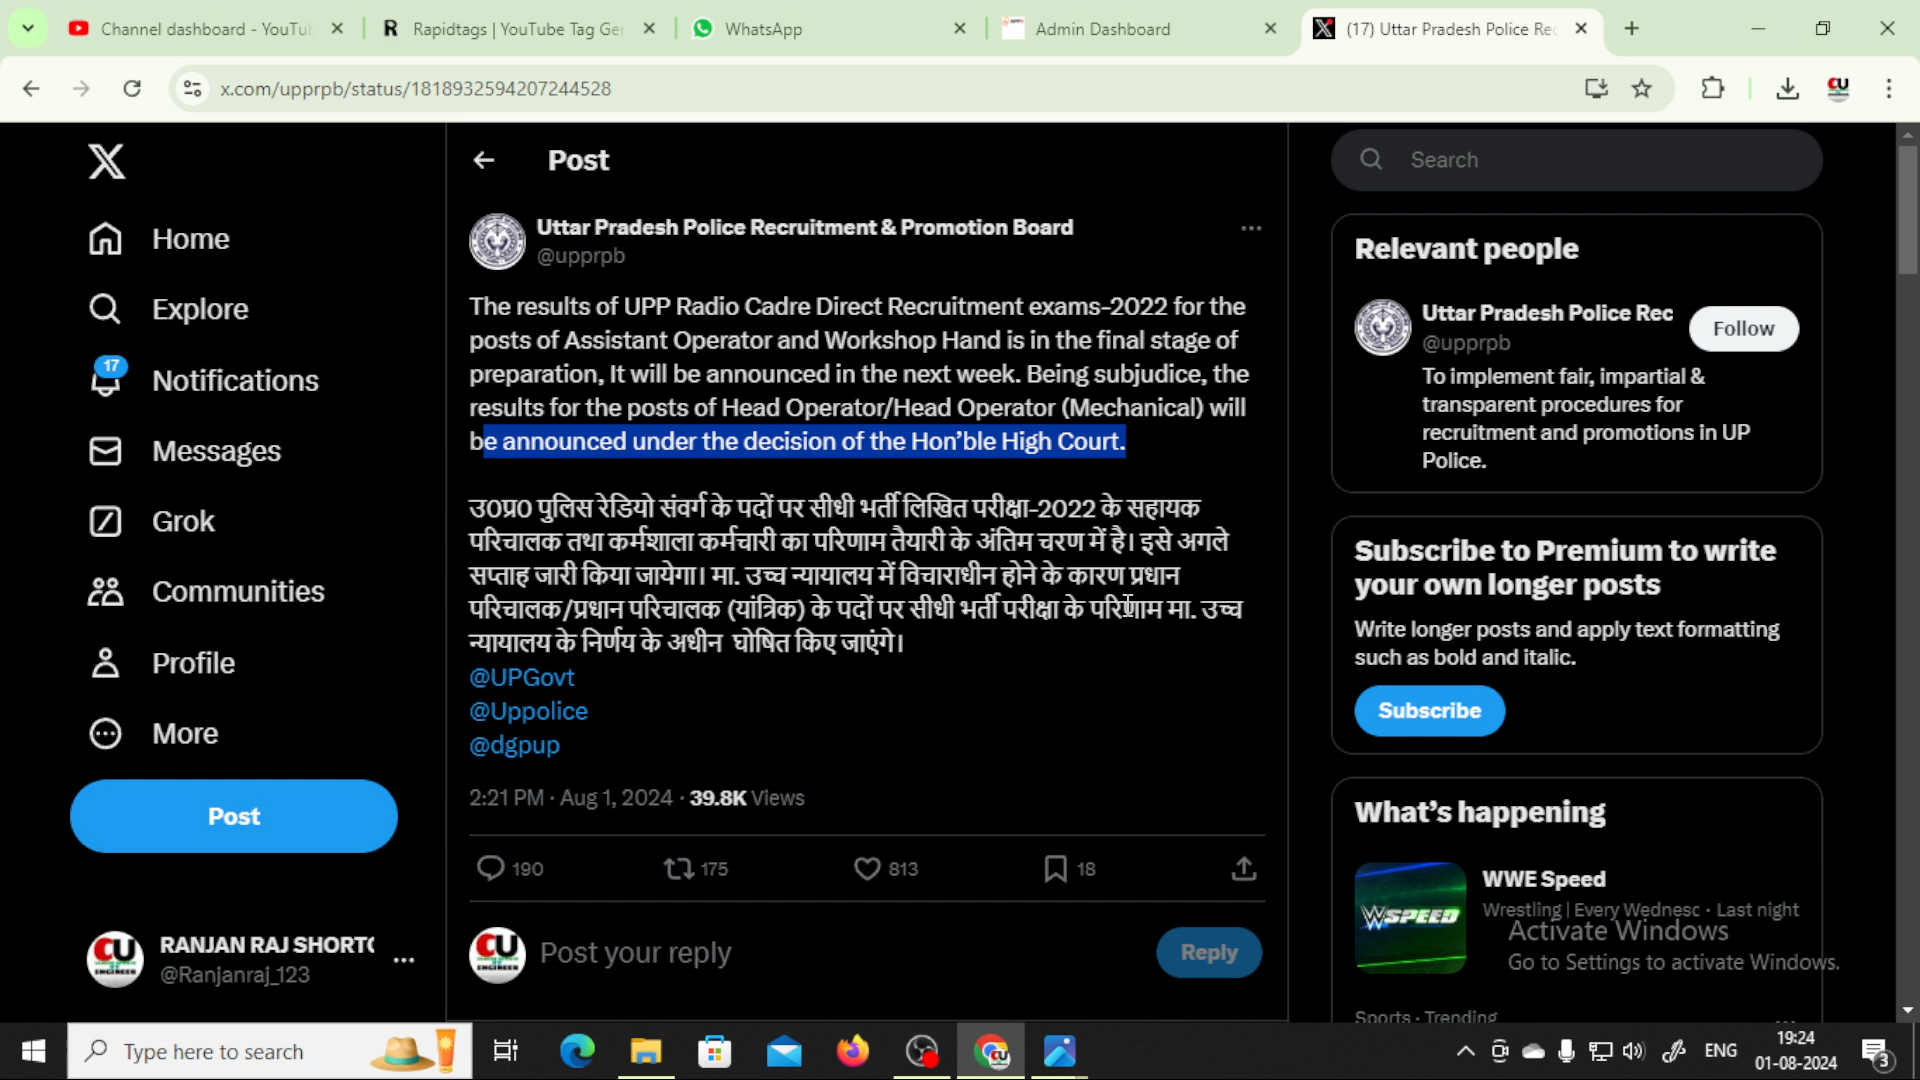 Channel dashboard - YouTu
Rapidtags | YouTube Tag Ger
WhatsApp
Admin Dashboard
(17) Uttar Pradesh Police Rec
x.com/upprpb/status/1818932594207244528
Home
Explore
17
Notifications
Messages
Grok
Communities
Profile
More
Post
RANJAN RAJ SHORT
@Ranjanraj_123
Post
Uttar Pradesh Police Recruitment & Promotion Board
@upprpb
The results of UPP Radio Cadre Direct Recruitment exams-2022 for the
posts of Assistant Operator and Workshop Hand is in the final stage of
preparation, It will be announced in the next week. Being subjudice, the
results for the posts of Head Operator/Head Operator (Mechanical) will
be announced under the decision of the Hon’ble High Court.
उ0प्र0 पुलिस रेडियो संवर्ग के पदों पर सीधी भर्ती लिखित परीक्षा-2022 के सहायक
परिचालक तथा कर्मशाला कर्मचारी का परिणाम तैयारी के अंतिम चरण में है। इसे अगले
सप्ताह जारी किया जायेगा। मा. उच्च न्यायालय में विचाराधीन होने के कारण प्रधान
परिचालक/प्रधान परिचालक (यांत्रिक) के पदों पर सीधी भर्ती परीक्षा के परिणाम मा. उच्च
न्यायालय के निर्णय के अधीन घोषित किए जाएंगे।
@UPGovt
@Uppolice
@dgpup
2:21 PM · Aug 1, 2024 · 39.8K Views
190 175 813 18
CU
Post your reply
Reply
Search
Relevant people
Uttar Pradesh Police Rec
@upprpb
Follow
To implement fair, impartial &
transparent procedures for
recruitment and promotions in UP
Police.
Subscribe to Premium to write
your own longer posts
Write longer posts and apply text formatting
such as bold and italic.
Subscribe
What’s happening
WSPEED
WWE Speed
Wrestling | Every Wednesc · Last night
Activate Windows
Go to Settings to activate Windows.
Sports · Trending
Type here to search
ENG
19:24
01-08-2024
3